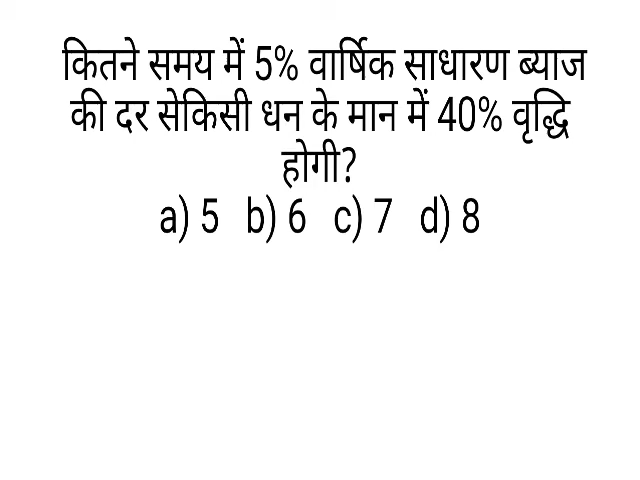 कितने समय में 5% वार्षिक साधारण ब्याज
की दर सेकिसी धन के मान में 40% वृद्धि
होगी?
a) 5 b) 6 c) 7 d) 8